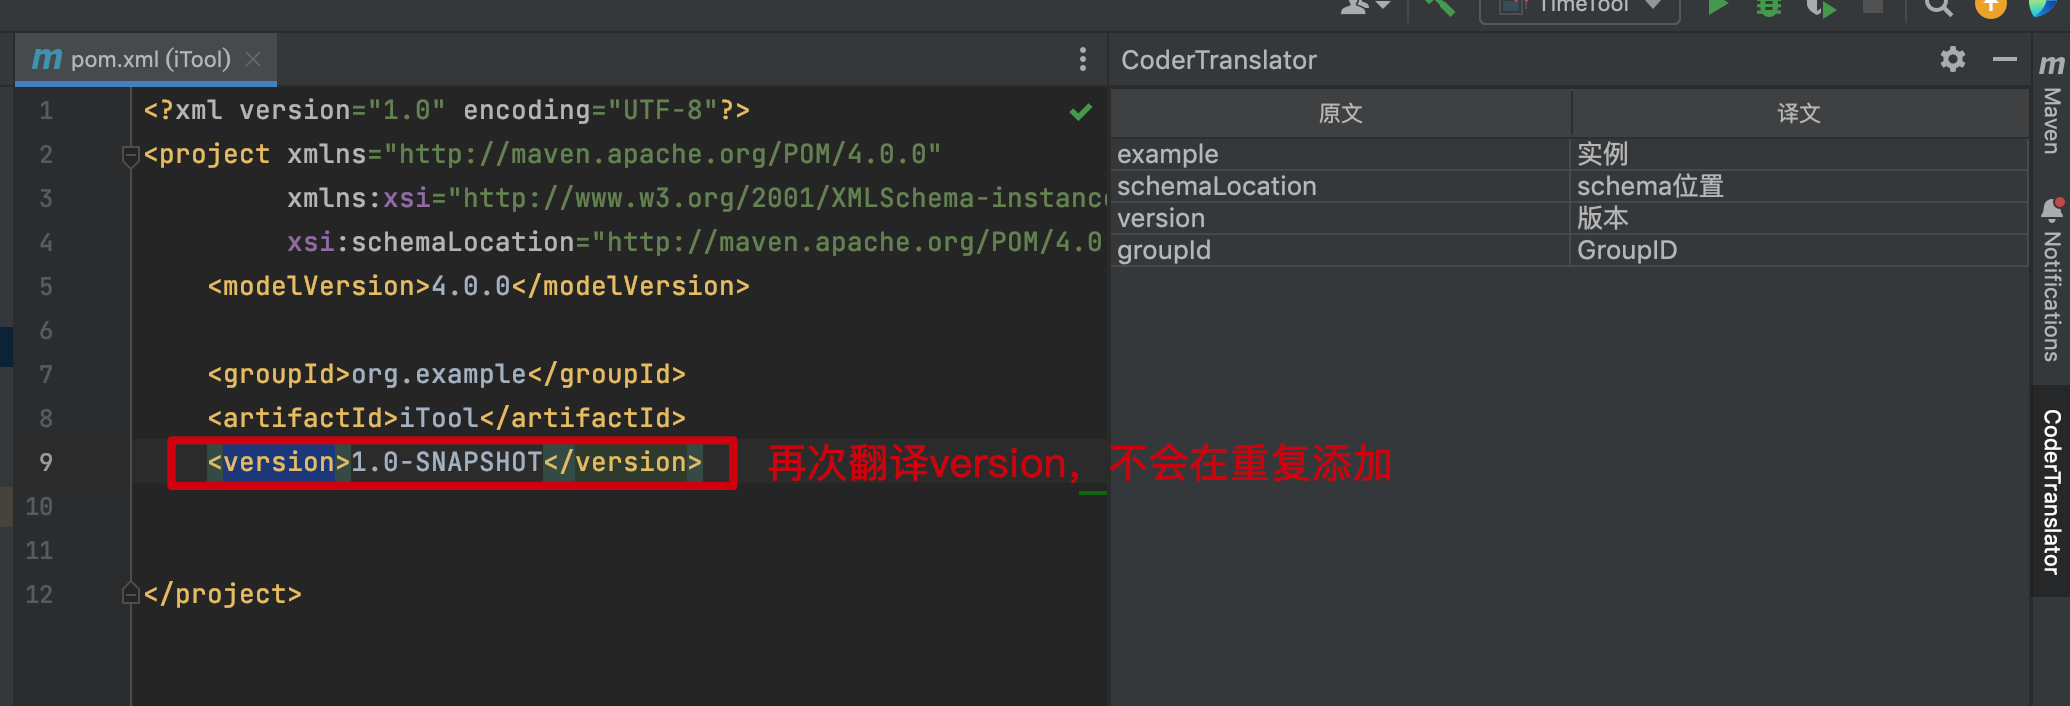 TimeTool
pom.xml (iTool)
CoderTranslator
1 <?xml version="1.0" encoding="UTF-8"?>
2 <project xmlns="http://maven.apache.org/POM/4.0.0"
3 xmlns:xsi="http://www.w3.org/2001/XMLSchema-instance
4 xsi:schemaLocation="http://maven.apache.org/POM/4.0
5 <modelVersion>4.0.0</modelVersion>
6
7 <groupId>org.example</groupId>
8 <artifactId>iTool</artifactId>
9 <version>1.0-SNAPSHOT</version>
再次翻译version，不会在重复添加
10
11
12 </project>
原文 译文
example 实例
schemaLocation schema位置
version 版本
groupId GroupID
Maven
Notifications
CoderTranslator